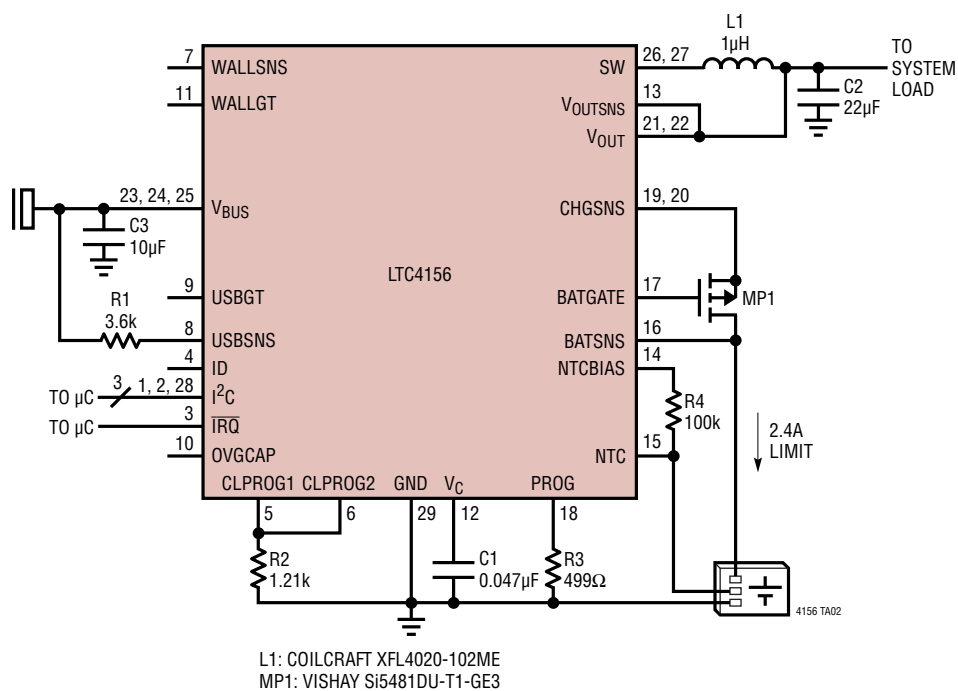 L1
1µH
TO
SYSTEM
LOAD
7
WALLSNS
SW
26, 27
11
WALLGT
VOUTSNS
13
C2
22µF
VOUT
21, 22
23, 24, 25
VBUS
CHGSNS
19, 20
C3
10µF
LTC4156
9
USBGT
BATGATE
17
MP1
R1
3.6k
8
USBSNS
BATSNS
16
4
ID
NTCBIAS
14
TO µC
3
1, 2, 28
I²C
R4
100k
TO µC
3
IRQ
2.4A
LIMIT
10
OVGCAP
NTC
15
CLPROG1
CLPROG2
GND
VC
PROG
5
6
29
12
18
R2
1.21k
C1
0.047µF
R3
499Ω
4156 TA02
L1: COILCRAFT XFL4020-102ME
MP1: VISHAY Si5481DU-T1-GE3